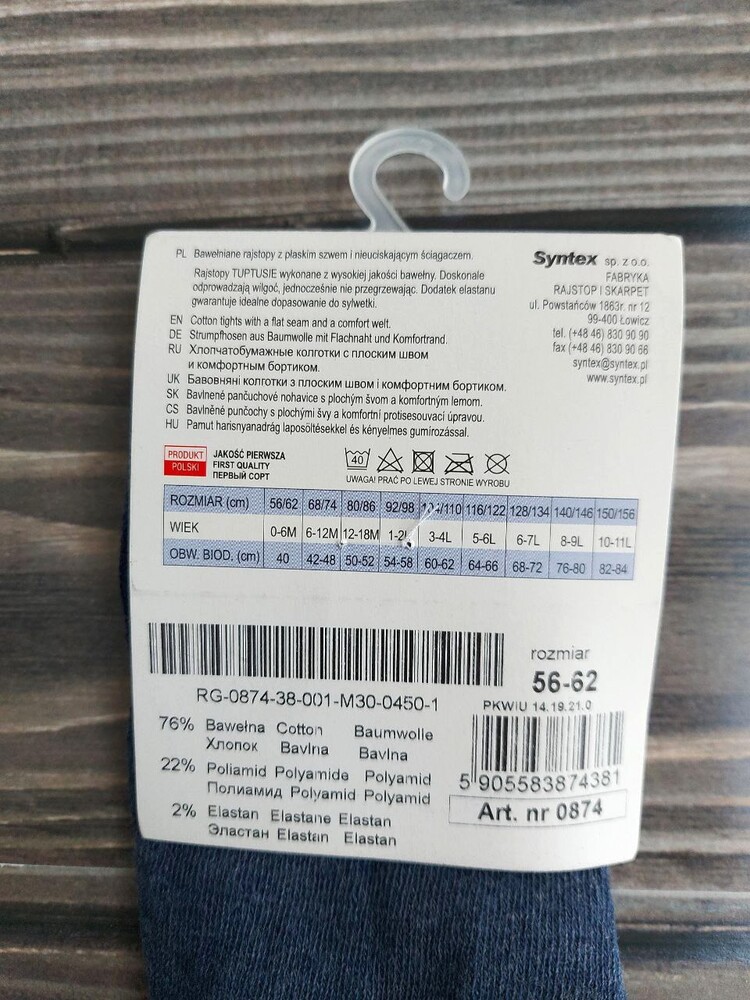 PL Bawełniane rajstopy z płaskim szwem i nieuciskającym ściągaczem.
Rajstopy TUPTUSIE wykonane z wysokiej jakości bawełny. Doskonale
odprowadzają wilgoć, jednocześnie nie przegrzewając. Dodatek elastanu
gwarantuje idealne dopasowanie do sylwetki.
EN Cotton tights with a flat seam and a comfort welt.
DE Strumpfhosen aus Baumwolle mit Flachnaht und Komfortrand.
RU Хлопчатобумажные колготки с плоским швом
и комфортным бортиком.
UK Бавовняні колготки з плоским швом і комфортним бортиком.
SK Bavlnené pančuchové nohavice s plochým švom a komfortným lemom.
CS Bavlněné punčochy s plochými švy a komfortní protisesouvací úpravou.
HU Pamut harisnyanadrág laposöltésekkel és kényelmes gumírozással.
Syntex sp. z o.o.
FABRYKA
RAJSTOP I SKARPET
ul. Powstańców 1863r. nr 12
99-400 Łowicz
tel. (+48 46) 830 90 90
fax (+48 46) 830 90 66
syntex@syntex.pl
www.syntex.pl
PRODUKT
POLSKI
JAKOŚĆ PIERWSZA
FIRST QUALITY
ПЕРВЫЙ СОРТ
40
UWAGA! PRAĆ PO LEWEJ STRONIE WYROBU
ROZMIAR (cm) 56/62 68/74 80/86 92/98 104/110 116/122 128/134 140/146 150/156
WIEK 0-6M 6-12M 12-18M 1-2L 3-4L 5-6L 6-7L 8-9L 10-11L
OBW. BIOD. (cm) 40 42-48 50-52 54-58 60-62 64-66 68-72 76-80 82-84
rozmiar
56-62
RG-0874-38-001-M30-0450-1
PKWiU 14.19.21.0
76% Bawełna Cotton Baumwolle
Хлопок Bavlna Bavlna
22% Poliamid Polyamide Polyamid
Полиамид Polyamid Polyamid
2% Elastan Elastane Elastan
Эластан Elastan Elastan
5 905583 874381
Art. nr 0874